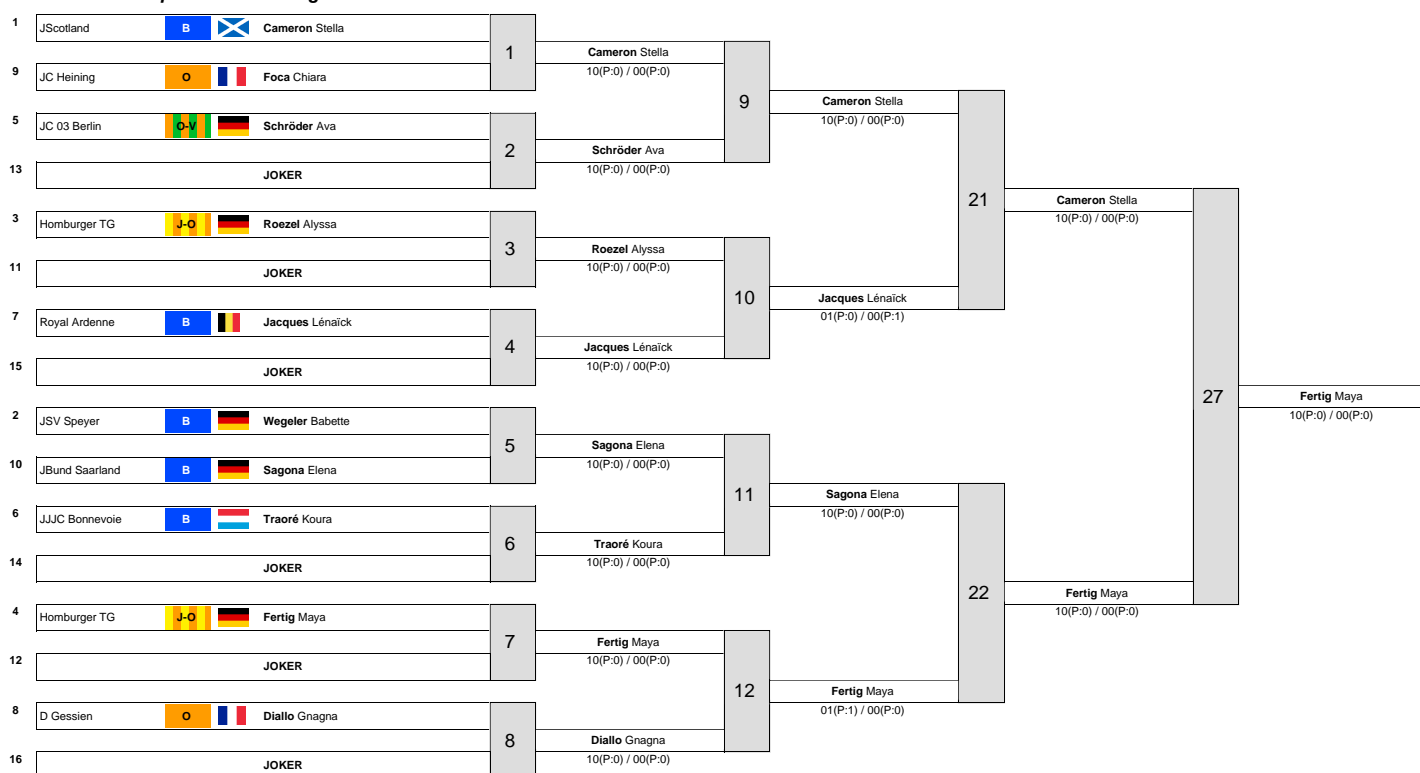 1 JScotland B Cameron Stella
9 JC Heining O Foca Chiara
1
Cameron Stella
10(P:0) / 00(P:0)
5 JC 03 Berlin O-V Schröder Ava
13 JOKER
2
Schröder Ava
10(P:0) / 00(P:0)
9
Cameron Stella
10(P:0) / 00(P:0)
3 Homburger TG J-O Roezel Alyssa
11 JOKER
3
Roezel Alyssa
10(P:0) / 00(P:0)
7 Royal Ardenne B Jacques Lénaïck
15 JOKER
4
Jacques Lénaïck
10(P:0) / 00(P:0)
10
Jacques Lénaïck
01(P:0) / 00(P:1)
21
Cameron Stella
10(P:0) / 00(P:0)
2 JSV Speyer B Wegeler Babette
10 JBund Saarland B Sagona Elena
5
Sagona Elena
10(P:0) / 00(P:0)
6 JJJC Bonnevoie B Traoré Koura
14 JOKER
6
Traoré Koura
10(P:0) / 00(P:0)
11
Sagona Elena
10(P:0) / 00(P:0)
4 Homburger TG J-O Fertig Maya
12 JOKER
7
Fertig Maya
10(P:0) / 00(P:0)
8 D Gessien O Diallo Gnagna
16 JOKER
8
Diallo Gnagna
10(P:0) / 00(P:0)
12
Fertig Maya
01(P:1) / 00(P:0)
22
Fertig Maya
10(P:0) / 00(P:0)
27
Fertig Maya
10(P:0) / 00(P:0)